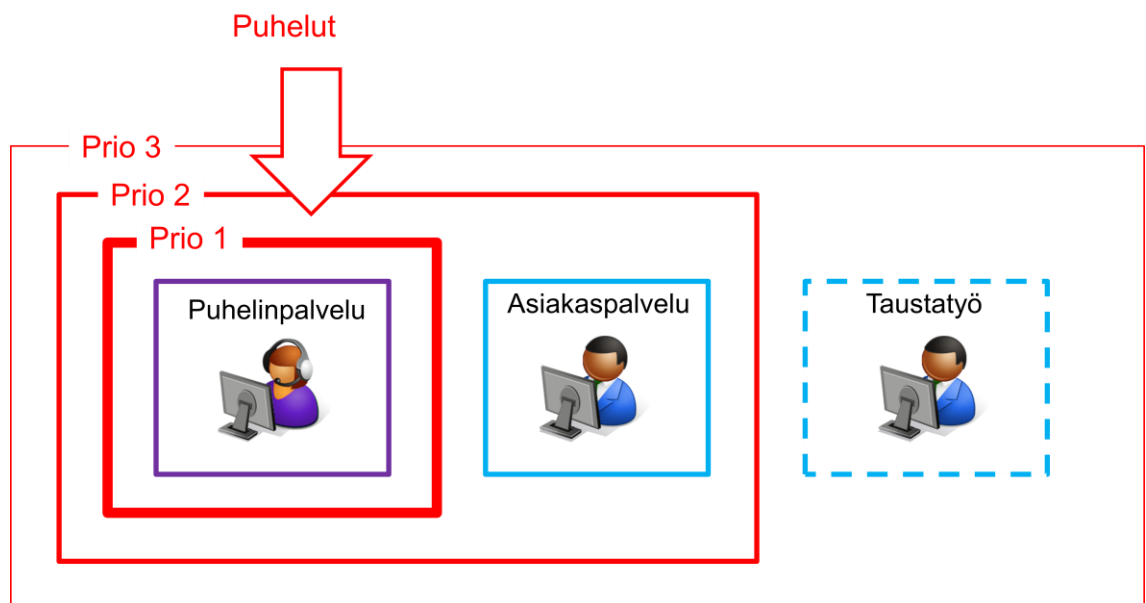 Puhelut
Prio 3
Prio 2
Prio 1
Puhelinpalvelu
Asiakaspalvelu
Taustatyö